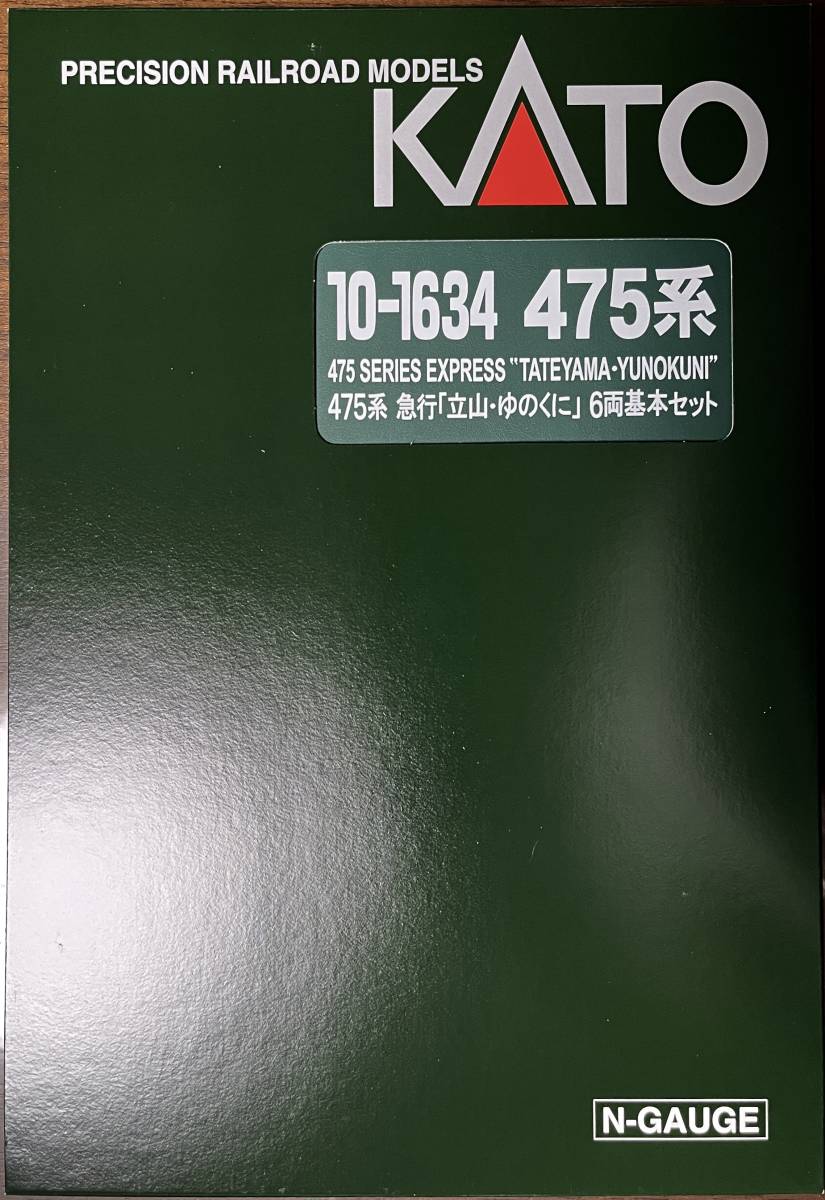 PRECISION RAILROAD MODELS
KATO
10-1634 475系
475 SERIES EXPRESS "TATEYAMA・YUNOKUNI"
475系 急行「立山・ゆのくに」 6両基本セット
N-GAUGE